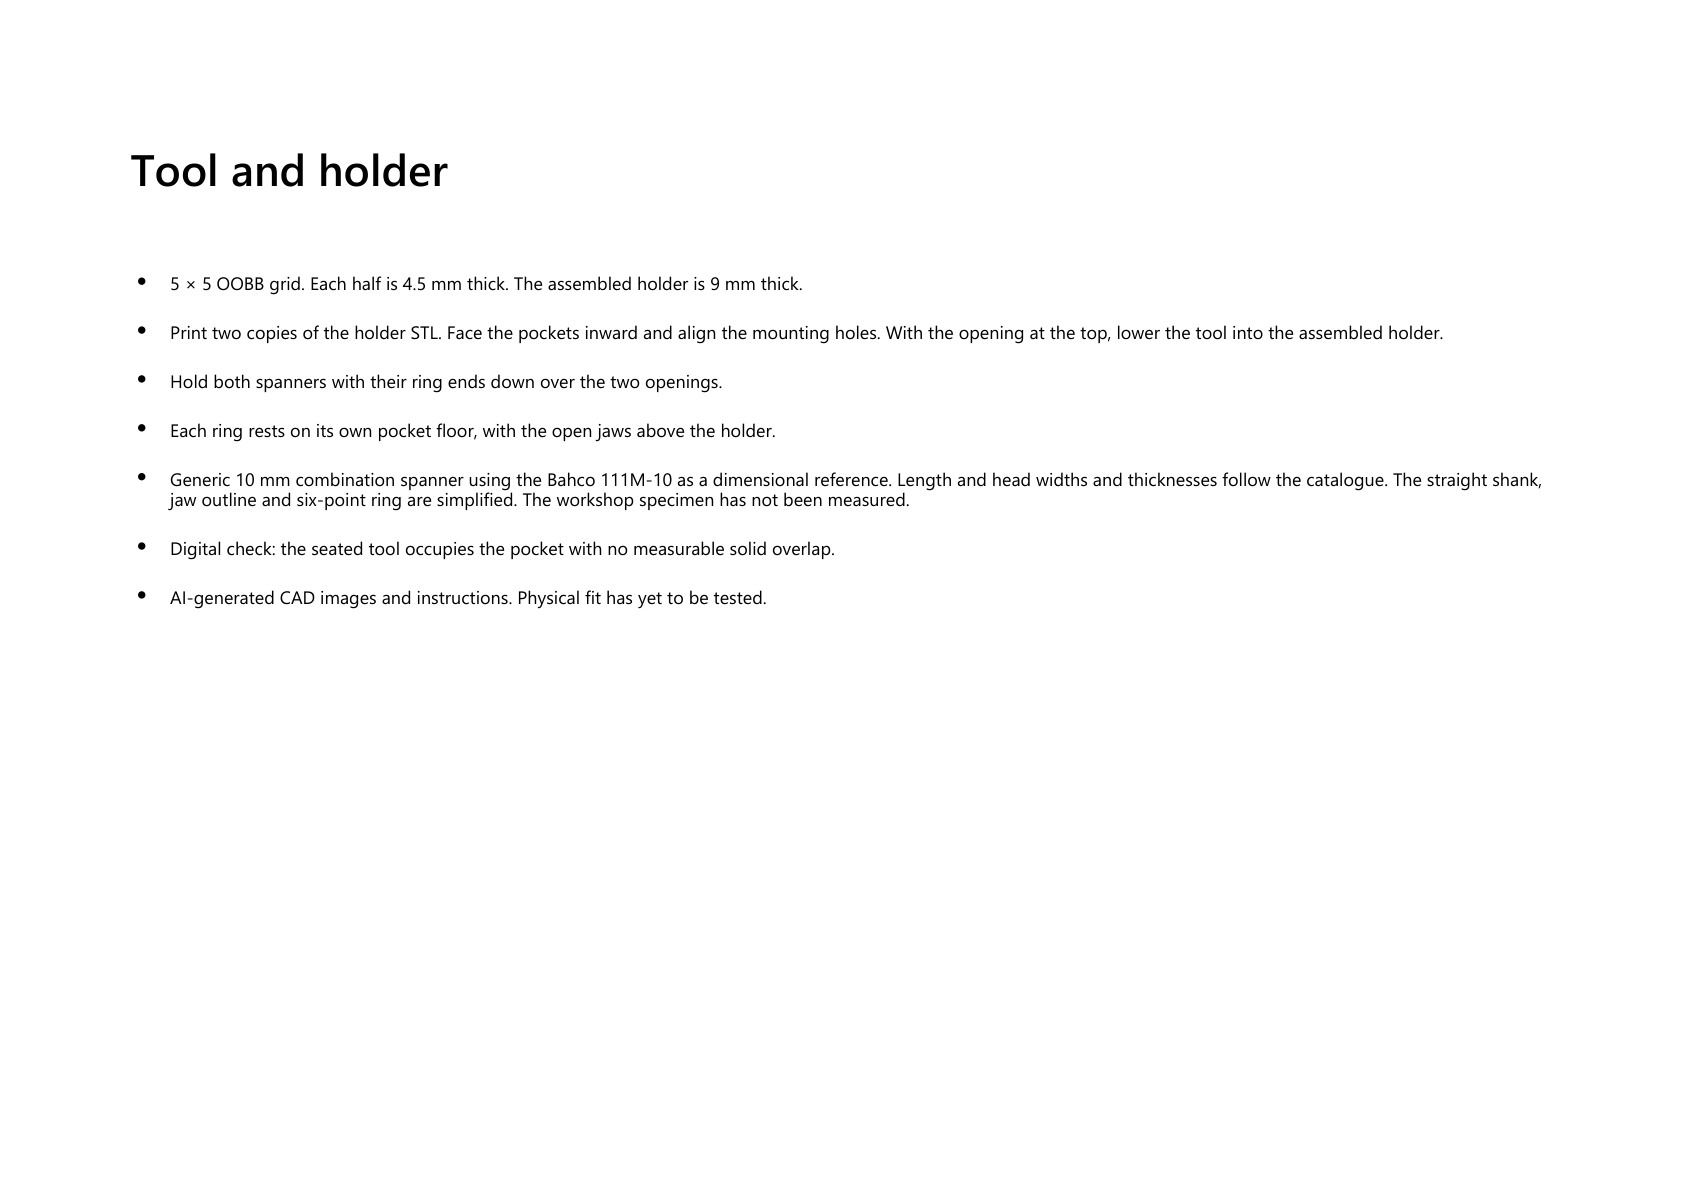 Tool and holder
• 5 × 5 OOBB grid. Each half is 4.5 mm thick. The assembled holder is 9 mm thick.
• Print two copies of the holder STL. Face the pockets inward and align the mounting holes. With the opening at the top, lower the tool into the assembled holder.
• Hold both spanners with their ring ends down over the two openings.
• Each ring rests on its own pocket floor, with the open jaws above the holder.
• Generic 10 mm combination spanner using the Bahco 111M-10 as a dimensional reference. Length and head widths and thicknesses follow the catalogue. The straight shank,
jaw outline and six-point ring are simplified. The workshop specimen has not been measured.
• Digital check: the seated tool occupies the pocket with no measurable solid overlap.
• AI-generated CAD images and instructions. Physical fit has yet to be tested.